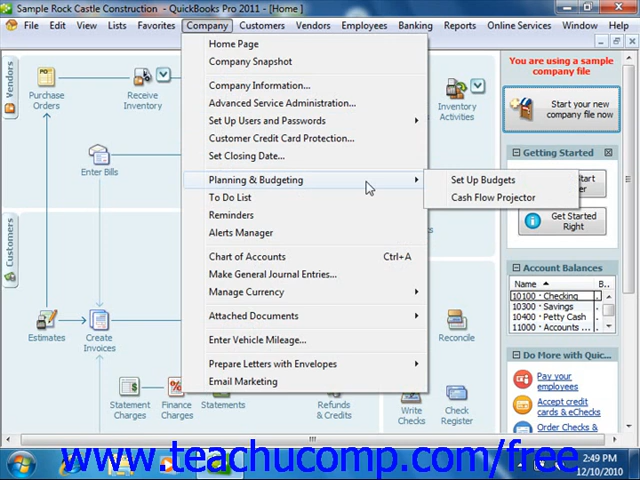 Sample Rock Castle Construction - QuickBooks Pro 2011 - [Home ]
File Edit View Lists Favorites Company Customers Vendors Employees Banking Reports Online Services Window Help
Home Page
Company Snapshot
Company Information...
Advanced Service Administration...
Set Up Users and Passwords
Customer Credit Card Protection...
Set Closing Date...
Planning & Budgeting
To Do List
Reminders
Alerts Manager
Chart of Accounts Ctrl+A
Make General Journal Entries...
Manage Currency
Attached Documents
Enter Vehicle Mileage...
Prepare Letters with Envelopes
Email Marketing
Set Up Budgets
Cash Flow Projector
Vendors
Purchase
Orders
Receive
Inventory
Enter Bills
Inventory
Activities
Customers
Estimates
Create
Invoices
Statement
Charges
Finance
Charges
Statements
Refunds
& Credits
Reconcile
Write
Checks
Check
Register
You are using a sample
company file
Start your new
company file now
Getting Started
Start
Get Started
Right
Account Balances
Name B..
10100 · Checking
10300 · Savings
10400 · Petty Cash
11000 · Accounts ...
Do More with Quic...
Pay your
employees
Accept credit
cards & eChecks
Order Checks &
www.teachucomp.com/free
2:49 PM
12/10/2010